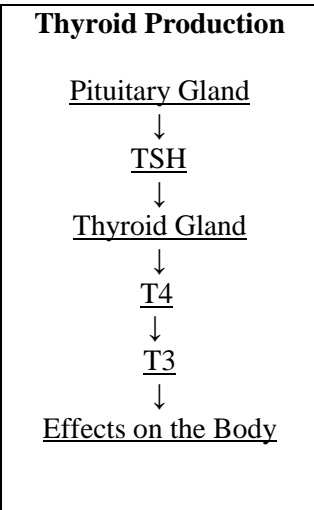 Thyroid Production
Pituitary Gland
↓
TSH
↓
Thyroid Gland
↓
T4
↓
T3
↓
Effects on the Body